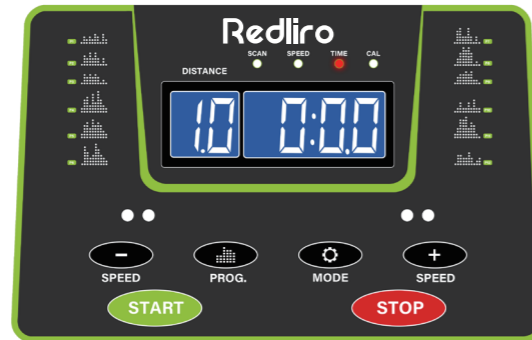 Redliro
SCAN SPEED TIME CAL
DISTANCE
1.0 0:0.0
− + 
SPEED PROG. MODE SPEED
START STOP